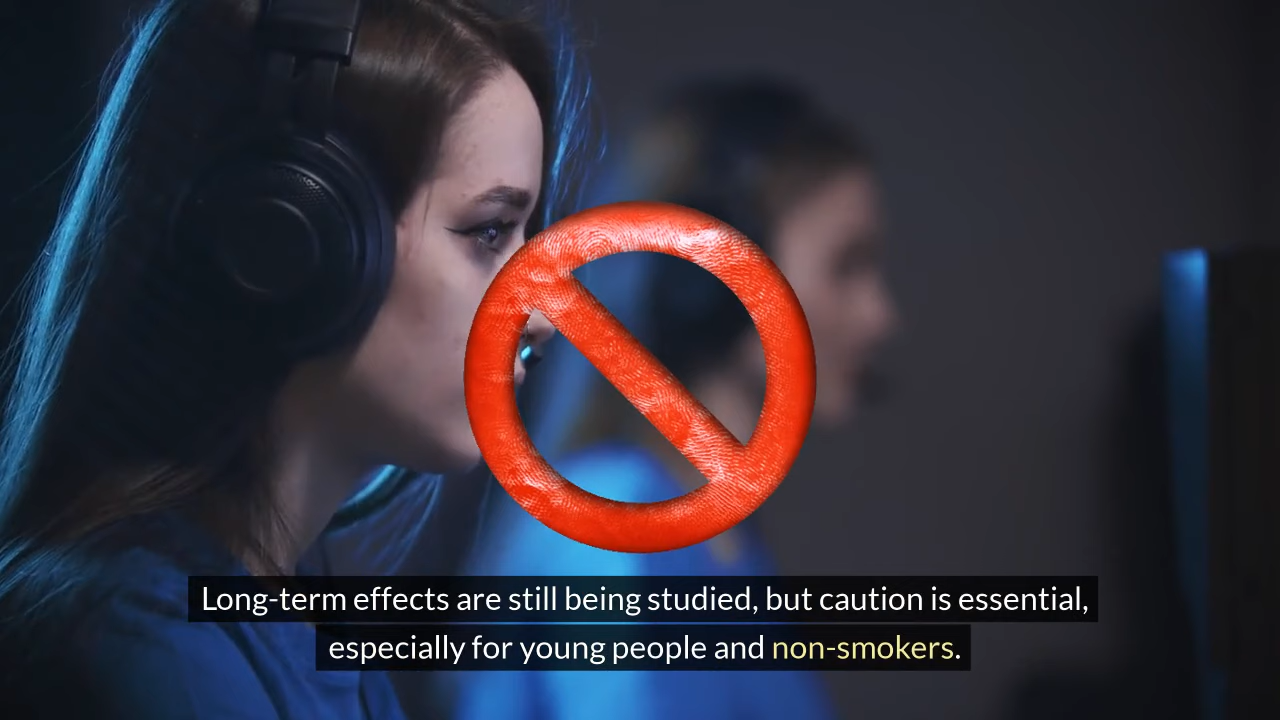 Long-term effects are still being studied, but caution is essential,
especially for young people and non-smokers.